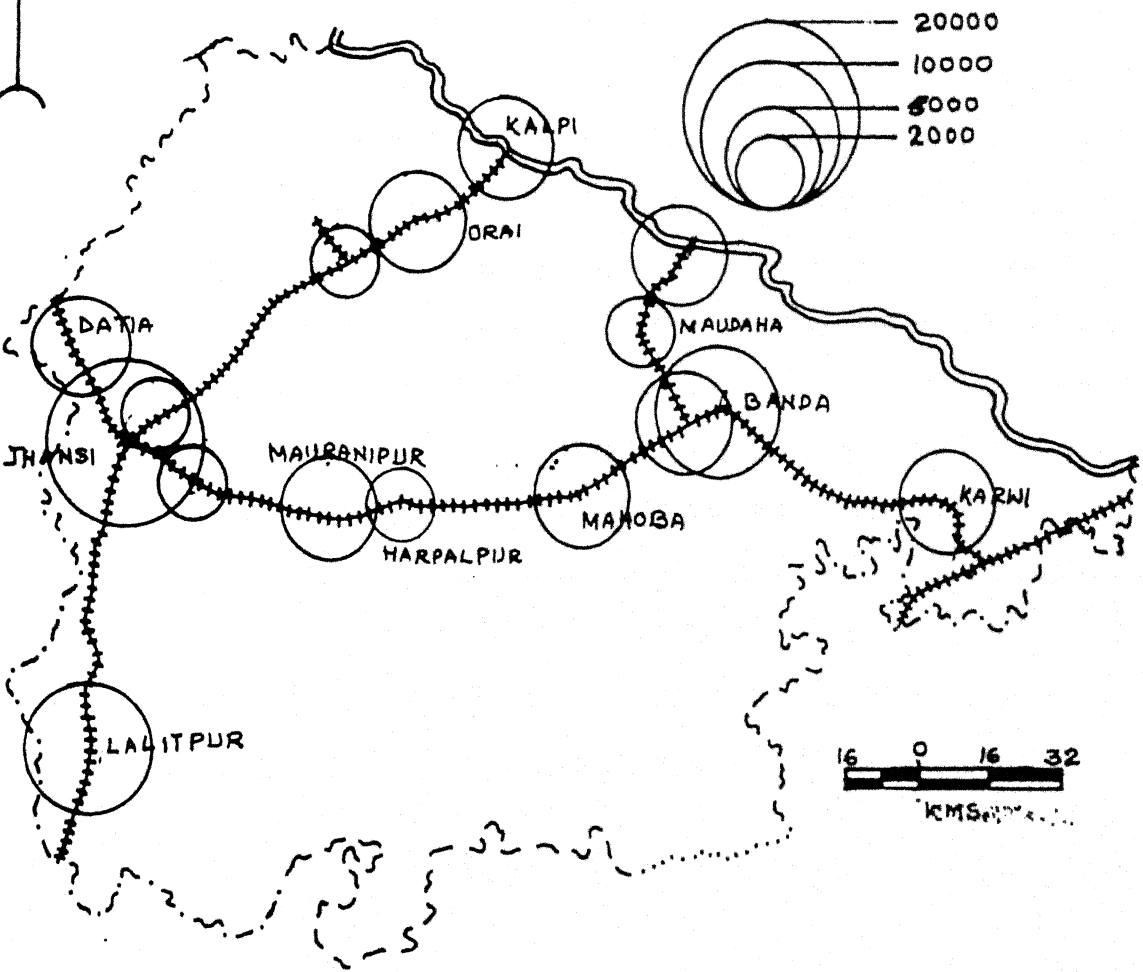 20000
10000
5000
2000
KALPI
ORAI
DATIA
MAUDAHA
BANDA
JHANSI
MAURANIPUR
KARWI
MAHOBA
HARPALPUR
LALITPUR
16 0 16 32
KMS